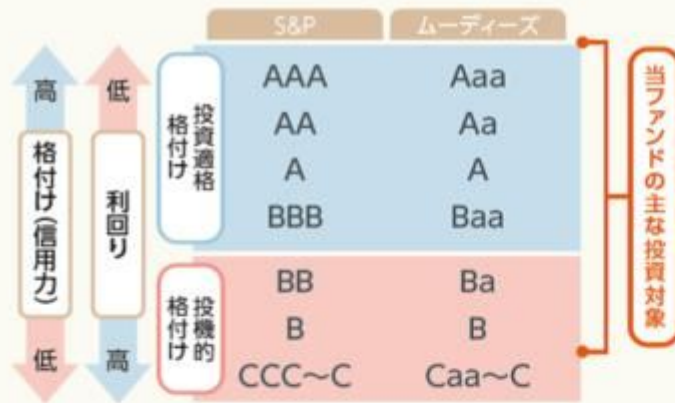 S&P ムーディーズ
高
格付け(信用力)
低
低
利回り
高
投資適格
格付け
AAA Aaa
AA Aa
A A
BBB Baa
投機的
格付け
BB Ba
B B
CCC～C Caa～C
当ファンドの主な投資対象